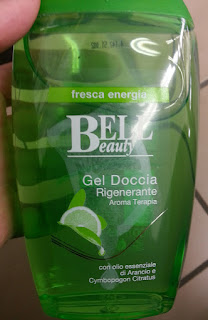 fresca energia
BELL
Beauty
Gel Doccia
Rigenerante
Aroma Terapia
con olio essenziale
di Arancio e
Cymbopogon Citratus